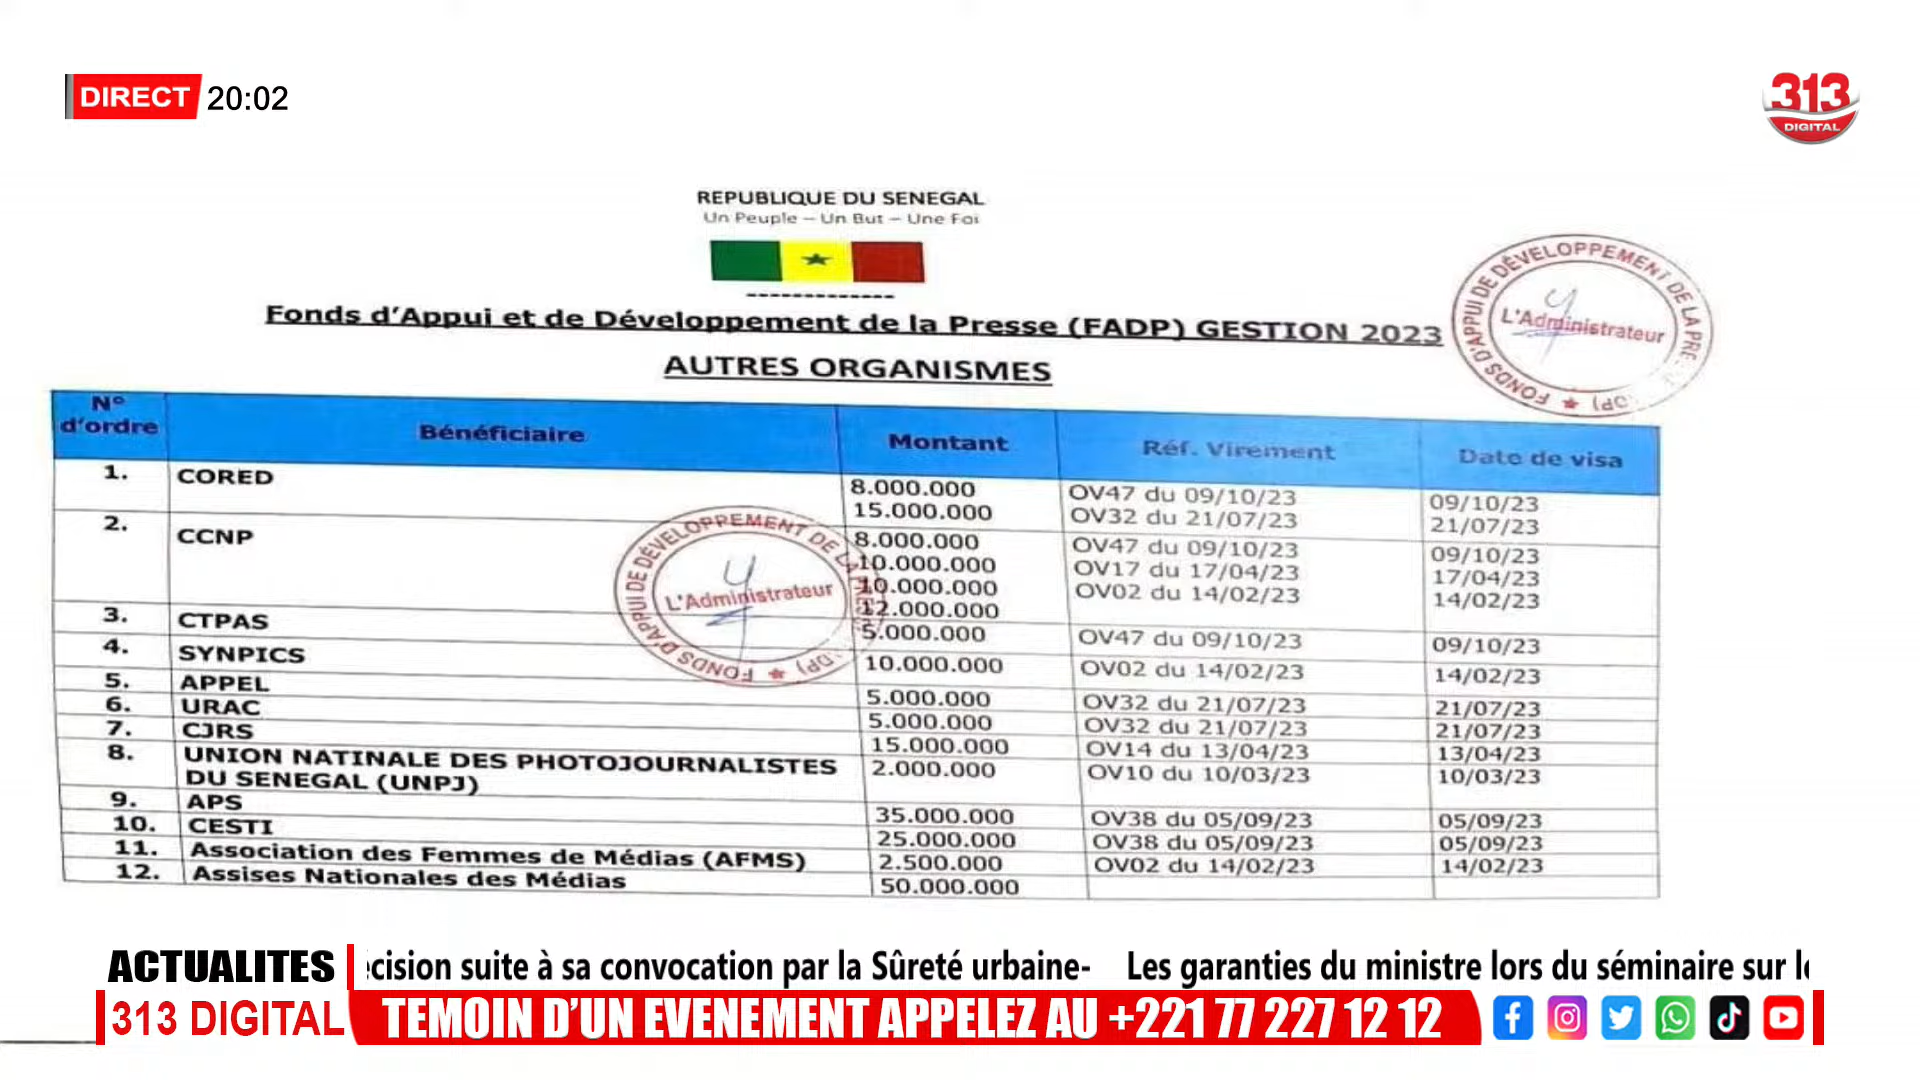 DIRECT 20:02
313
DIGITAL
REPUBLIQUE DU SENEGAL
Un Peuple – Un But – Une Foi
-------------
Fonds d'Appui et de Développement de la Presse (FADP) GESTION 2023
AUTRES ORGANISMES
FONDS D'APPUI DE DÉVELOPPEMENT DE LA
L'Administrateur
N° d'ordre Bénéficiaire Montant Réf. Virement Date de visa
1. CORED 8.000.000 OV47 du 09/10/23 09/10/23
15.000.000 OV32 du 21/07/23 21/07/23
2. CCNP 8.000.000 OV47 du 09/10/23 09/10/23
10.000.000 OV17 du 17/04/23 17/04/23
10.000.000 OV02 du 14/02/23 14/02/23
12.000.000
3. CTPAS 5.000.000 OV47 du 09/10/23 09/10/23
4. SYNPICS 10.000.000 OV02 du 14/02/23 14/02/23
5. APPEL 5.000.000 OV32 du 21/07/23 21/07/23
6. URAC 5.000.000 OV32 du 21/07/23 21/07/23
7. CJRS 15.000.000 OV14 du 13/04/23 13/04/23
8. UNION NATINALE DES PHOTOJOURNALISTES 2.000.000 OV10 du 10/03/23 10/03/23
DU SENEGAL (UNPJ)
9. APS 35.000.000 OV38 du 05/09/23 05/09/23
10. CESTI 25.000.000 OV38 du 05/09/23 05/09/23
11. Association des Femmes de Médias (AFMS) 2.500.000 OV02 du 14/02/23 14/02/23
12. Assises Nationales des Médias 50.000.000
FONDS D'APPUI DE DÉVELOPPEMENT DE LA
L'Administrateur
ACTUALITES cision suite à sa convocation par la Sûreté urbaine- Les garanties du ministre lors du séminaire sur
313 DIGITAL TEMOIN D'UN EVENEMENT APPELEZ AU +221 77 227 12 12